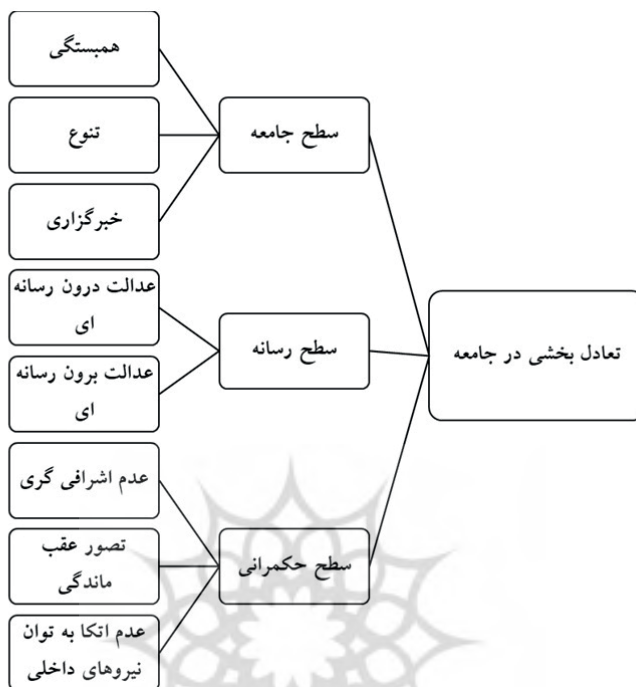 تعادل بخشی در جامعه
سطح جامعه
همبستگی
تنوع
خبرگزاری
سطح رسانه
عدالت درون رسانه
ای
عدالت برون رسانه
ای
سطح حکمرانی
عدم اشرافی گری
تصور عقب
ماندگی
عدم اتکا به توان
نیروهای داخلی